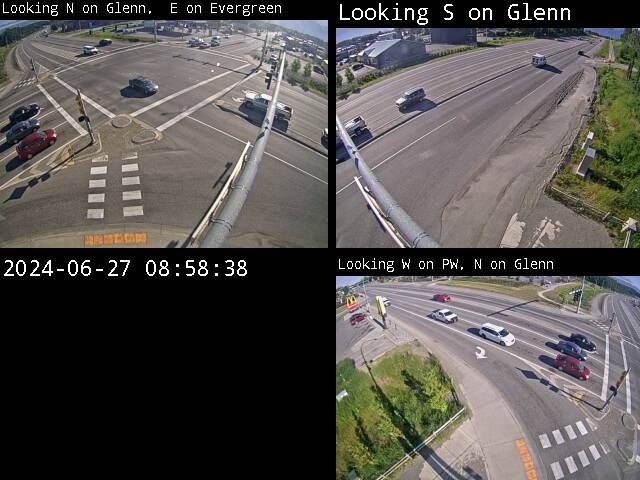 Looking N on Glenn,  E on Evergreen
Looking S on Glenn
2024-06-27 08:58:38
Looking W on PW, N on Glenn